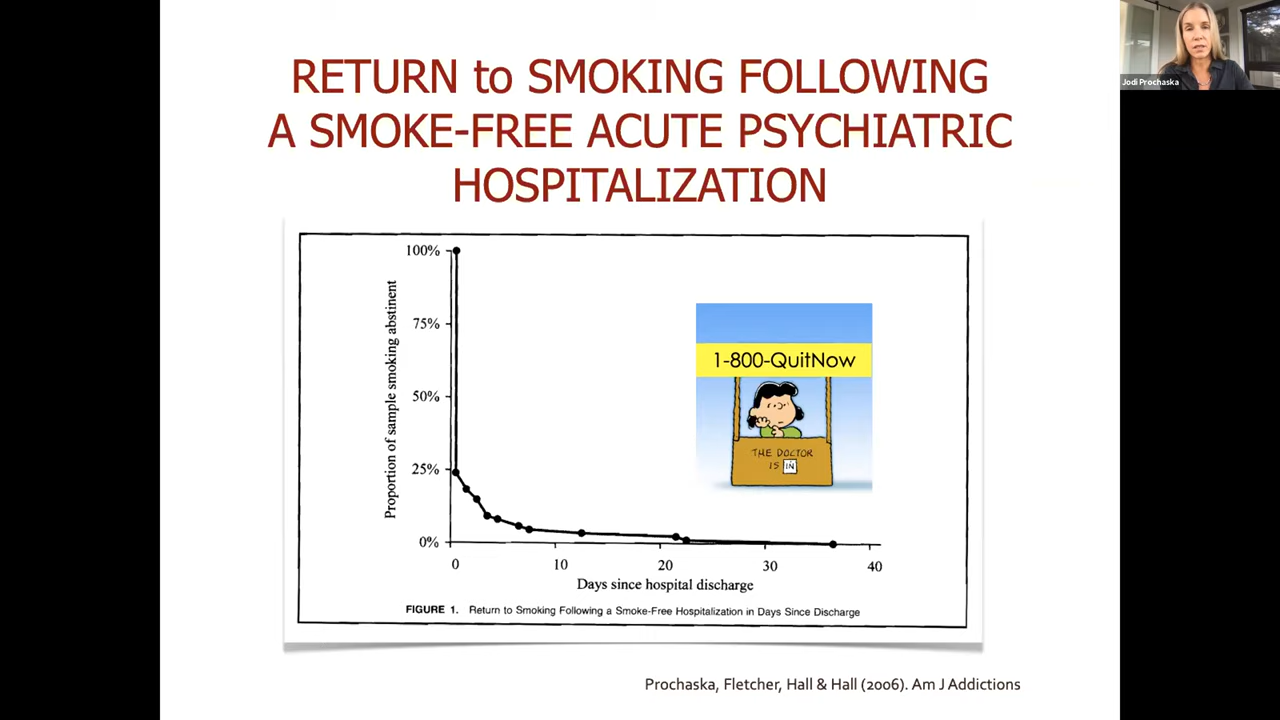 RETURN to SMOKING FOLLOWING
A SMOKE-FREE ACUTE PSYCHIATRIC
HOSPITALIZATION
Jodi Prochaska
Proportion of sample smoking abstinent
100%
75%
50%
25%
0%
0 10 20 30 40
Days since hospital discharge
1-800-QuitNow
THE DOCTOR
IS IN
FIGURE 1. Return to Smoking Following a Smoke-Free Hospitalization in Days Since Discharge
Prochaska, Fletcher, Hall & Hall (2006). Am J Addictions